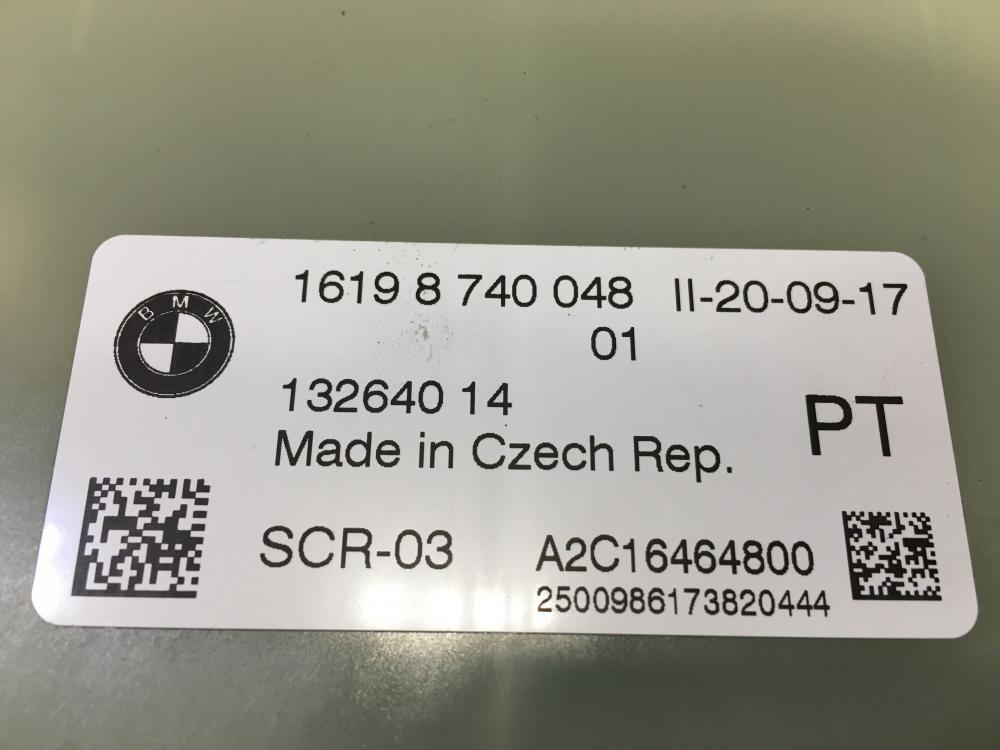 BMW
1619 8 740 048 II-20-09-17
01
132640 14
PT
Made in Czech Rep.
SCR-03 A2C16464800
2500986173820444